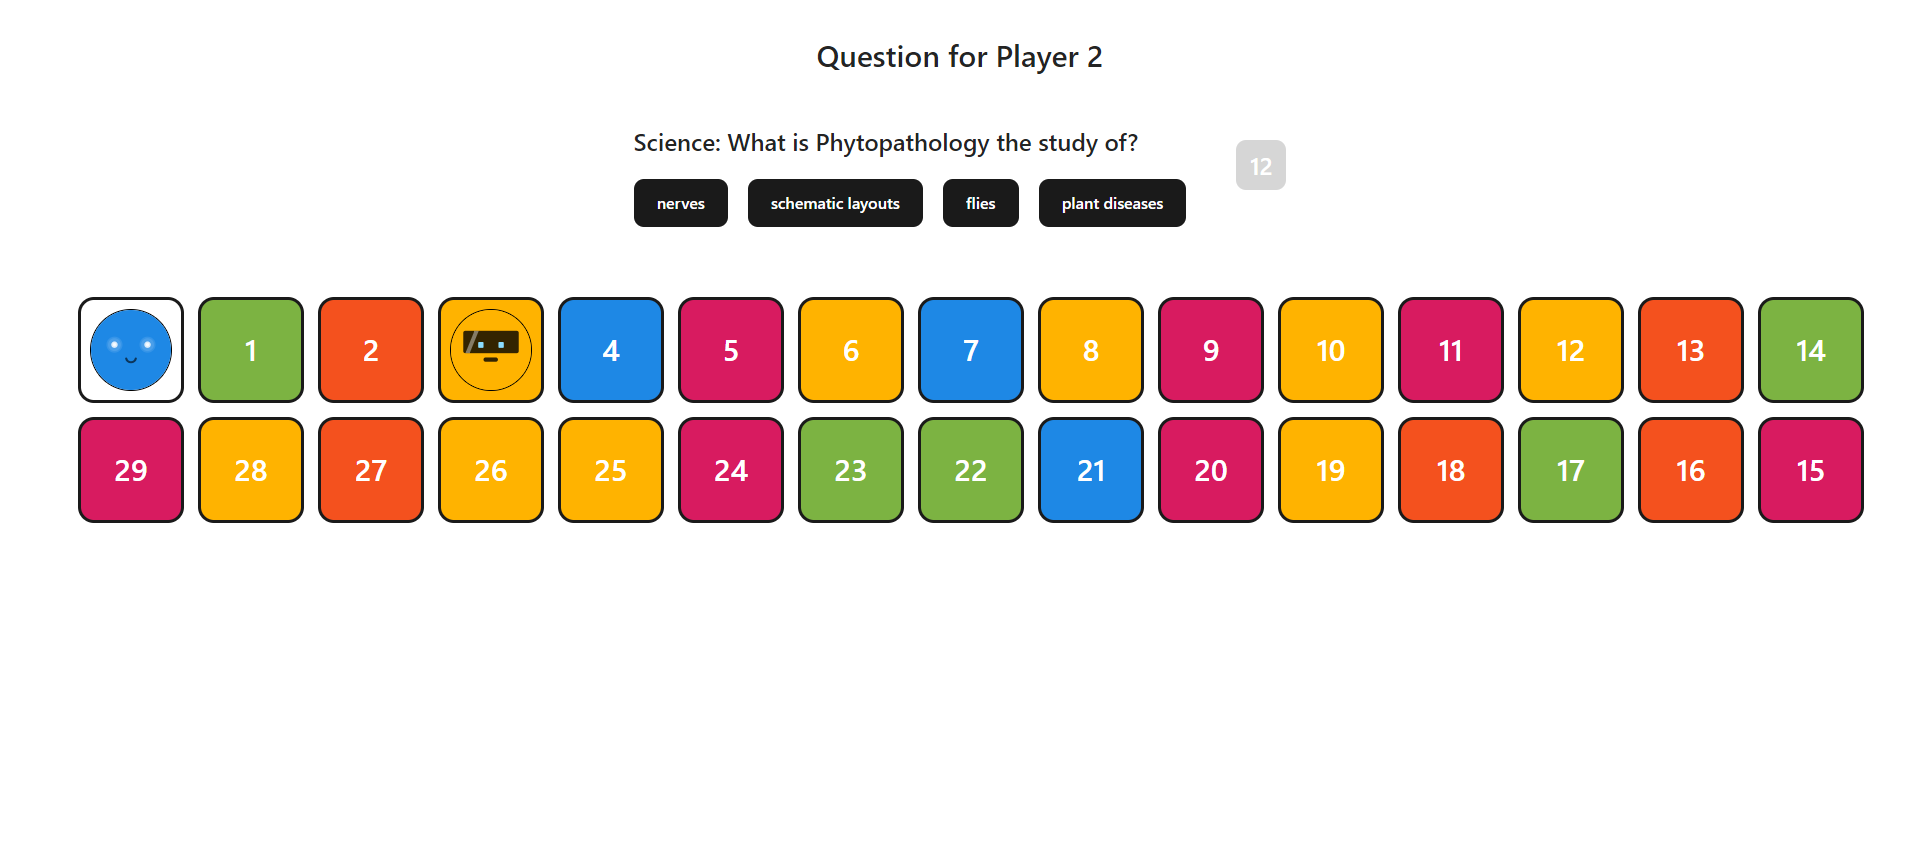 Question for Player 2
Science: What is Phytopathology the study of?
12
nerves schematic layouts flies plant diseases
1 2 4 5 6 7 8 9 10 11 12 13 14
29 28 27 26 25 24 23 22 21 20 19 18 17 16 15